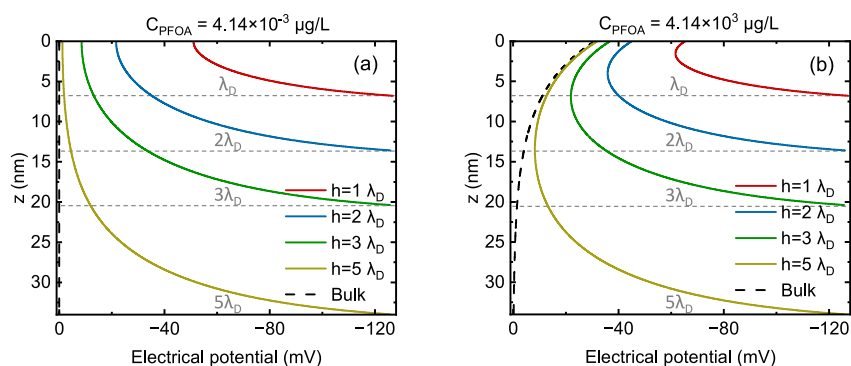 C_PFOA = 4.14×10⁻³ µg/L
(a)
z (nm)
0
5
10
15
20
25
30
λ_D
2λ_D
3λ_D
5λ_D
h=1 λ_D
h=2 λ_D
h=3 λ_D
h=5 λ_D
Bulk
0
−40
−80
−120
Electrical potential (mV)
C_PFOA = 4.14×10³ µg/L
(b)
z (nm)
0
5
10
15
20
25
30
λ_D
2λ_D
3λ_D
5λ_D
h=1 λ_D
h=2 λ_D
h=3 λ_D
h=5 λ_D
Bulk
0
−40
−80
−120
Electrical potential (mV)